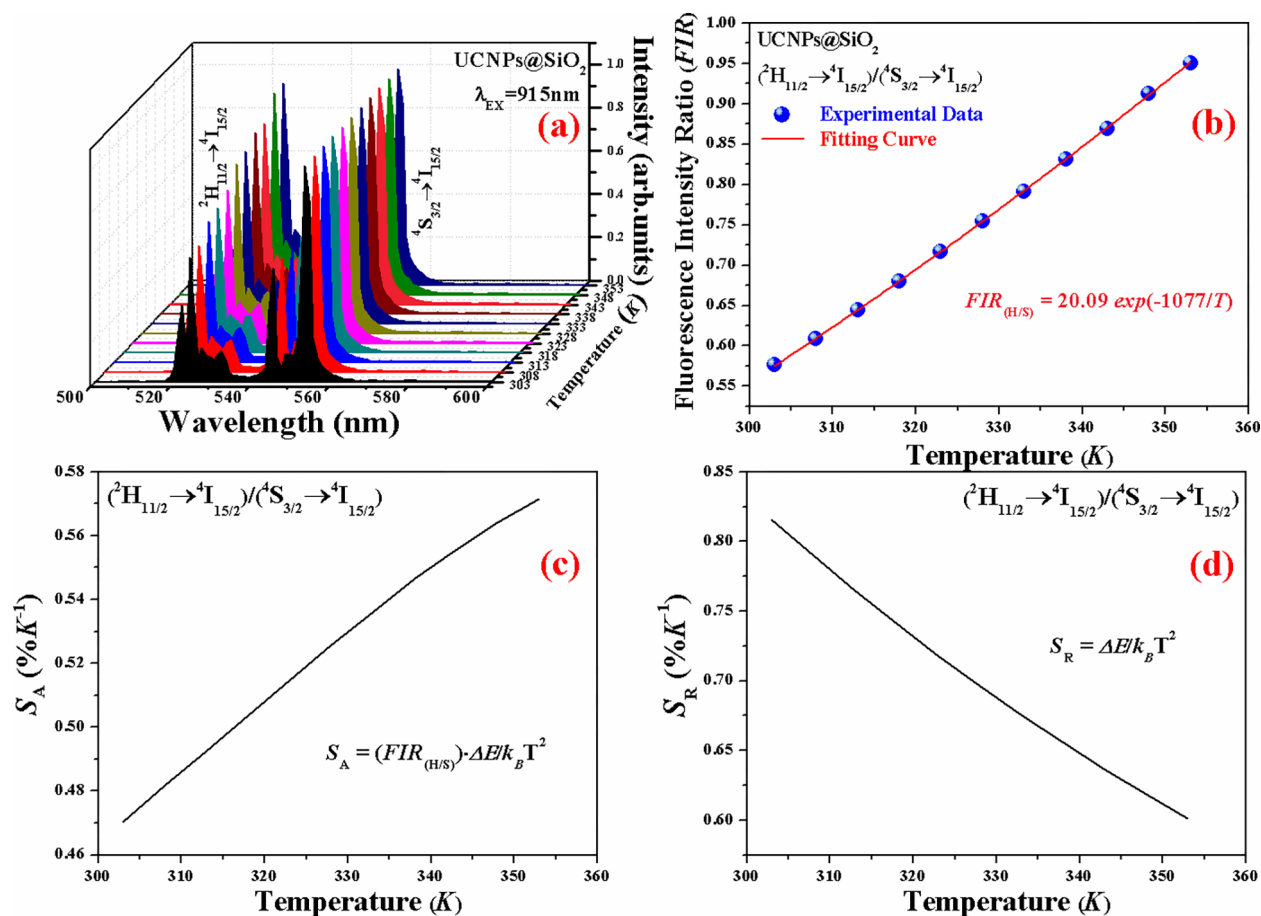 UCNPs@SiO₂
λ_EX=915nm
(a)
²H₁₁/₂→⁴I₁₅/₂
⁴S₃/₂→⁴I₁₅/₂
Intensity (arb.units)
1.0
0.8
0.6
0.4
0.2
0.0
353
348
343
338
333
328
323
318
313
308
303
Temperature (K)
500 520 540 560 580 600
Wavelength (nm)
UCNPs@SiO₂
(²H₁₁/₂→⁴I₁₅/₂)/(⁴S₃/₂→⁴I₁₅/₂)
Experimental Data
Fitting Curve
(b)
FIR(H/S) = 20.09 exp(-1077/T)
Fluorescence Intensity Ratio (FIR)
1.00
0.95
0.90
0.85
0.80
0.75
0.70
0.65
0.60
0.55
300 310 320 330 340 350 360
Temperature (K)
(²H₁₁/₂→⁴I₁₅/₂)/(⁴S₃/₂→⁴I₁₅/₂)
(c)
S_A = (FIR(H/S))·ΔE/k_BT²
S_A (%K⁻¹)
0.58
0.56
0.54
0.52
0.50
0.48
0.46
300 310 320 330 340 350 360
Temperature (K)
(²H₁₁/₂→⁴I₁₅/₂)/(⁴S₃/₂→⁴I₁₅/₂)
(d)
S_R = ΔE/k_BT²
S_R (%K⁻¹)
0.85
0.80
0.75
0.70
0.65
0.60
300 310 320 330 340 350 360
Temperature (K)